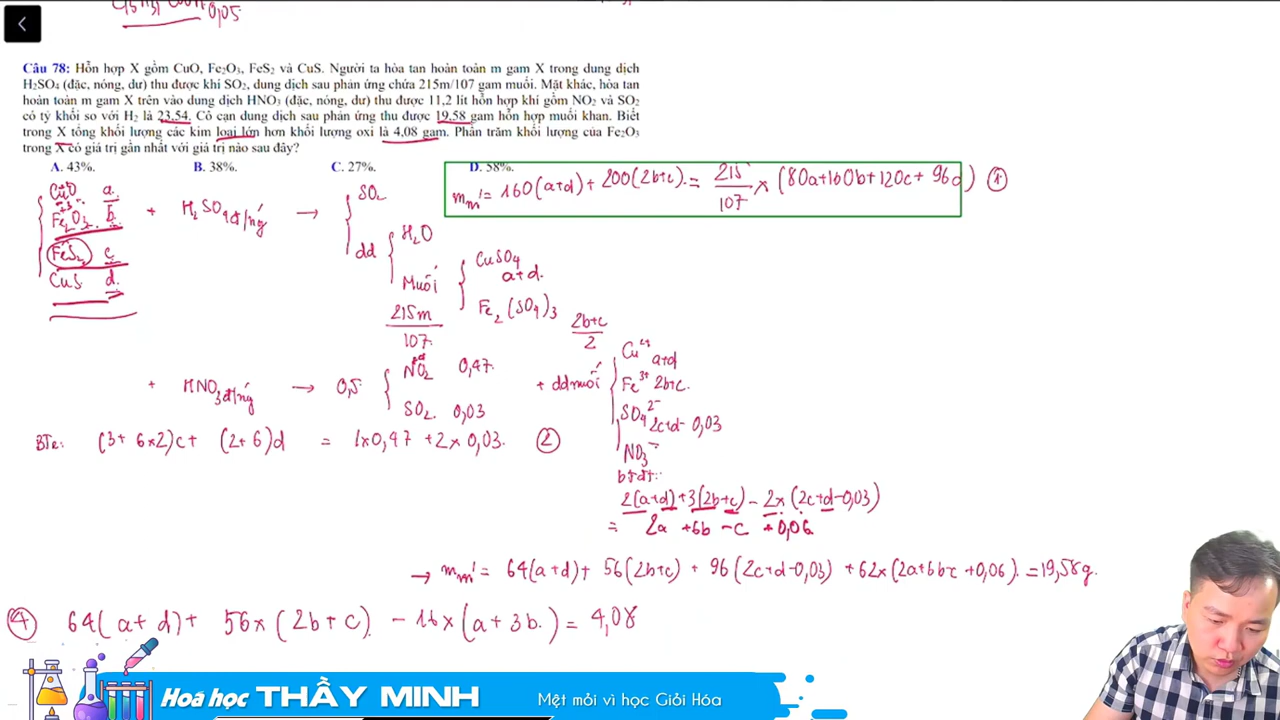 0,05
Câu 78: Hỗn hợp X gồm CuO, Fe₂O₃, FeS₂ và CuS. Người ta hòa tan hoàn toàn m gam X trong dung dịch
H₂SO₄ (đặc, nóng, dư) thu được khí SO₂, dung dịch sau phản ứng chứa 215m/107 gam muối. Mặt khác, hòa tan
hoàn toàn m gam X trên vào dung dịch HNO₃ (đặc, nóng, dư) thu được 11,2 lít hỗn hợp khí gồm NO₂ và SO₂
có tỷ khối so với H₂ là 23,54. Cô cạn dung dịch sau phản ứng thu được 19,58 gam hỗn hợp muối khan. Biết
trong X tổng khối lượng các kim loại lớn hơn khối lượng oxi là 4,08 gam. Phần trăm khối lượng của Fe₂O₃
trong X có giá trị gần nhất với giá trị nào sau đây?
A. 43%. B. 38%. C. 27%. D. 58%.
m_m' = 160(a+d) + 200(2b+c) = 215/107 × (80a+160b+120c+96d) ①
CuO a
Fe₂O₃ b
FeS₂ c
CuS d
+ H₂SO₄ đ/nóg →
SO₂
dd
H₂O
Muối
215m
107
CuSO₄
a+d
Fe₂(SO₄)₃
2b+c
2
+ HNO₃ đ/nóg → 0,5
NO₂ 0,47
SO₂ 0,03
+ dd muối
Cu²⁺ a+d
Fe³⁺ 2b+c
SO₄²⁻ 2c+d-0,03
NO₃⁻
BTe: (3+6×2)c + (2+6)d = 1×0,47 + 2×0,03 ②
btđt:
2(a+d)+3(2b+c) - 2×(2c+d-0,03)
= 2a +6b -c +0,06
→ m_m' = 64(a+d) + 56(2b+c) + 96(2c+d-0,03) + 62×(2a+6b-c+0,06) = 19,58g.
④ 64(a+d) + 56×(2b+c) - 16×(a+3b) = 4,08
Hoá học THẦY MINH
Mệt mỏi vì học Giỏi Hóa